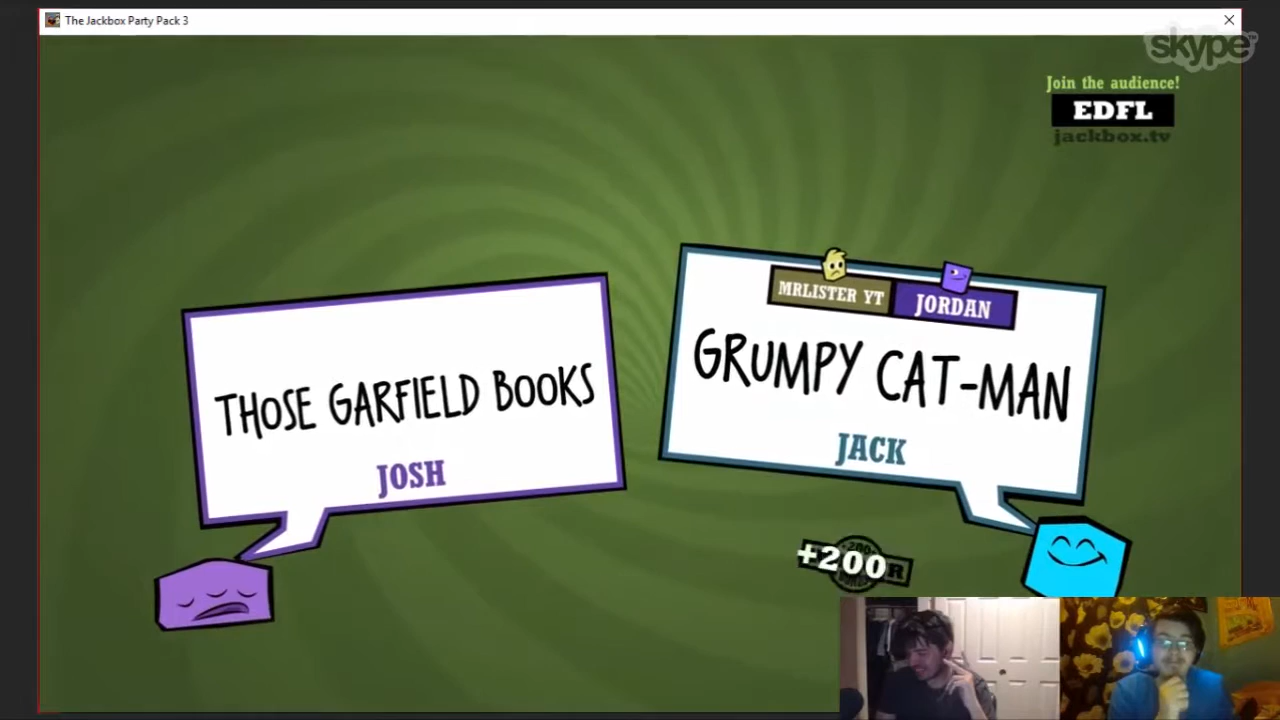 The Jackbox Party Pack 3
skype
Join the audience!
EDFL
jackbox.tv
MRLISTER YT
JORDAN
THOSE GARFIELD BOOKS
JOSH
GRUMPY CAT-MAN
JACK
+200